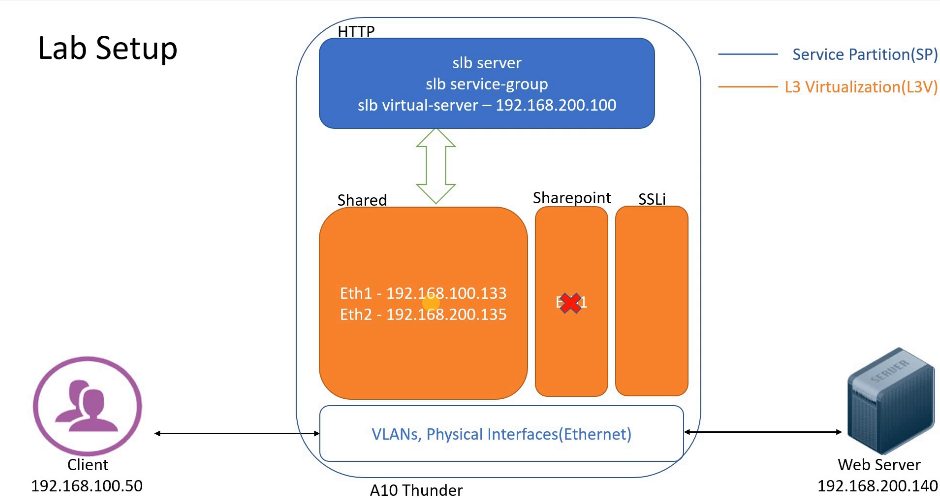 Lab Setup
HTTP
slb server
slb service-group
slb virtual-server – 192.168.200.100
Service Partition(SP)
L3 Virtualization(L3V)
Shared
Sharepoint
SSLi
Eth1 - 192.168.100.133
Eth2 - 192.168.200.135
VLANs, Physical Interfaces(Ethernet)
A10 Thunder
Client
192.168.100.50
SERVER
Web Server
192.168.200.140